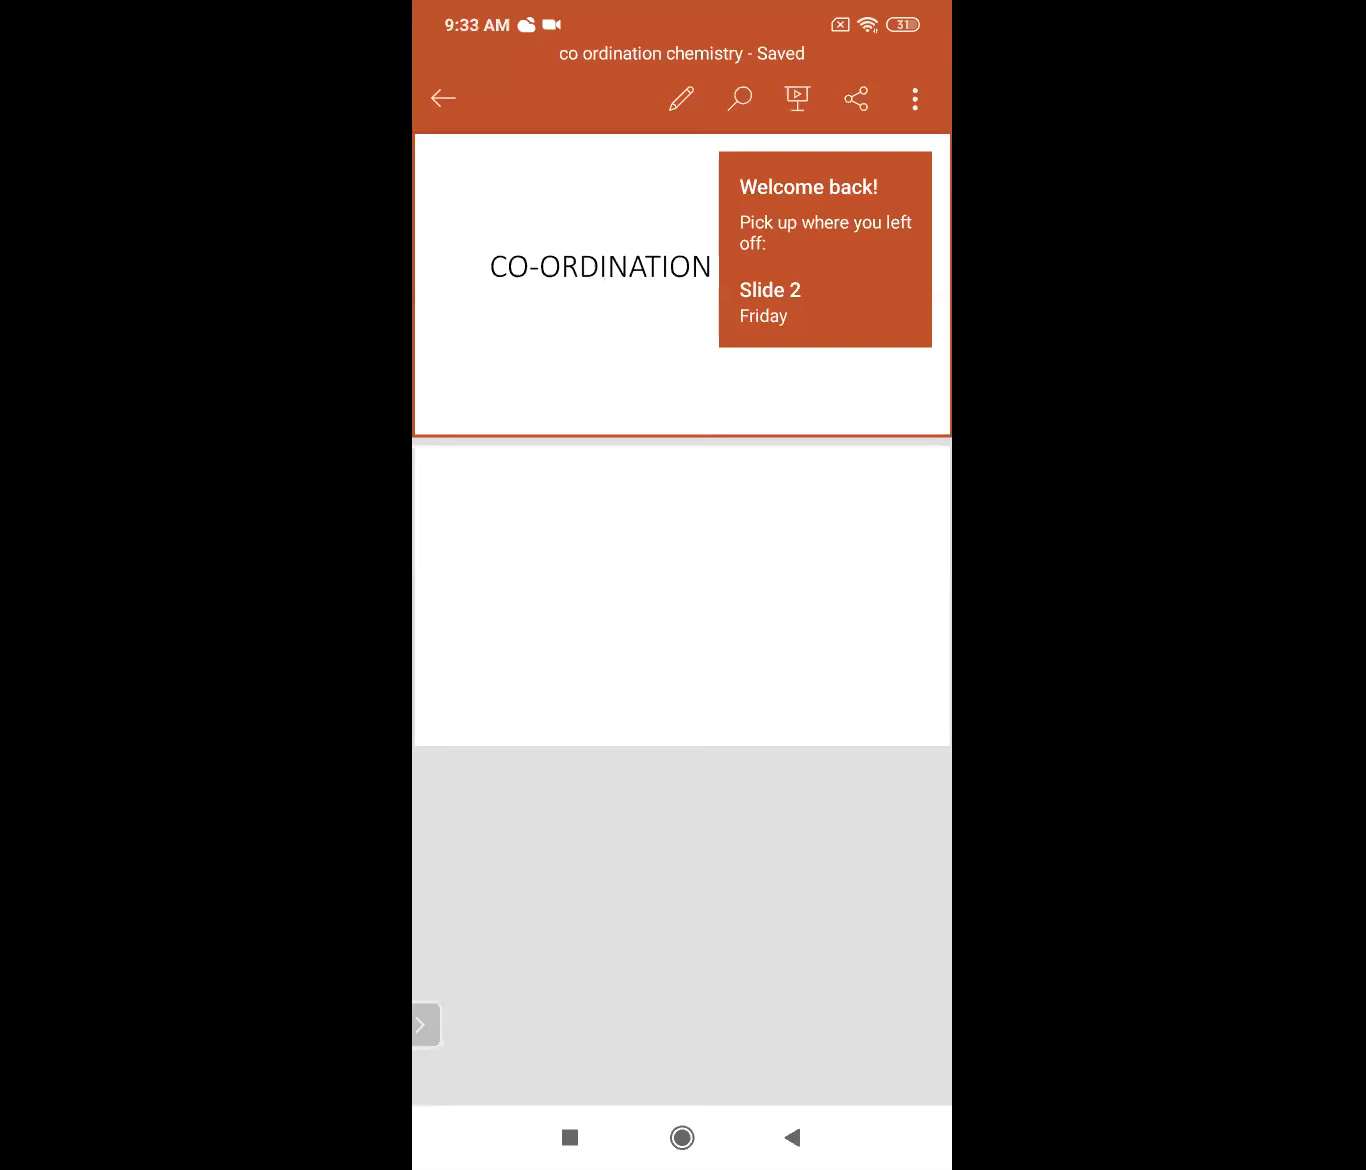 9:33 AM
31
co ordination chemistry - Saved
CO-ORDINATION
Welcome back!
Pick up where you left
off:
Slide 2
Friday